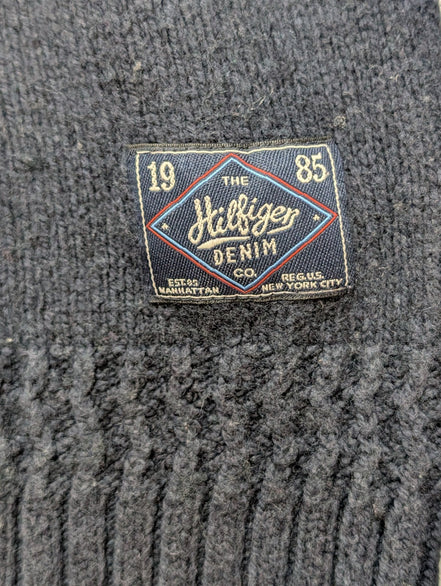 19 85
THE
Hilfiger
DENIM
CO.
EST.85
MANHATTAN
REG.U.S.
NEW YORK CITY